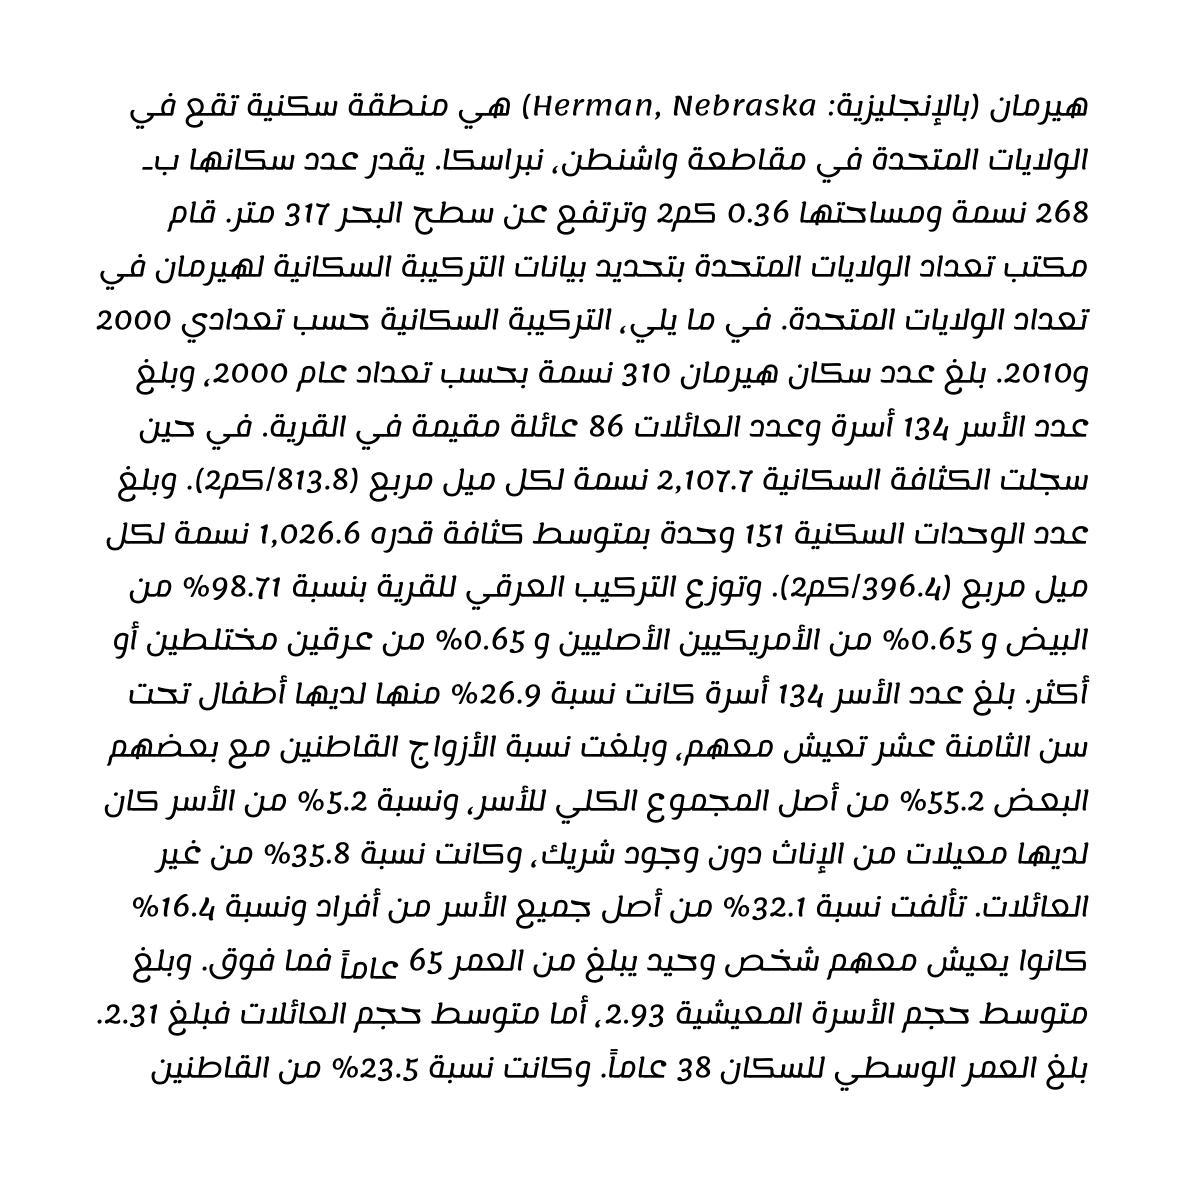 هيرمان (بالإنجليزية: Herman, Nebraska) هي منطقة سكنية تقع في
الولايات المتحدة في مقاطعة واشنطن، نبراسكا. يقدر عدد سكانها ب‍ـ
268 نسمة ومساحتها 0.36 كم2 وترتفع عن سطح البحر 317 متر. قام
مكتب تعداد الولايات المتحدة بتحديد بيانات التركيبة السكانية لهيرمان في
تعداد الولايات المتحدة. في ما يلي، التركيبة السكانية حسب تعدادي 2000
و2010. بلغ عدد سكان هيرمان 310 نسمة بحسب تعداد عام 2000، وبلغ
عدد الأسر 134 أسرة وعدد العائلات 86 عائلة مقيمة في القرية. في حين
سجلت الكثافة السكانية 2,107.7 نسمة لكل ميل مربع (813.8/كم2). وبلغ
عدد الوحدات السكنية 151 وحدة بمتوسط كثافة قدره 1,026.6 نسمة لكل
ميل مربع (396.4/كم2). وتوزع التركيب العرقي للقرية بنسبة 98.71% من
البيض و 0.65% من الأمريكيين الأصليين و 0.65% من عرقين مختلطين أو
أكثر. بلغ عدد الأسر 134 أسرة كانت نسبة 26.9% منها لديها أطفال تحت
سن الثامنة عشر تعيش معهم، وبلغت نسبة الأزواج القاطنين مع بعضهم
البعض 55.2% من أصل المجموع الكلي للأسر، ونسبة 5.2% من الأسر كان
لديها معيلات من الإناث دون وجود شريك، وكانت نسبة 35.8% من غير
العائلات. تألفت نسبة 32.1% من أصل جميع الأسر من أفراد ونسبة 16.4%
كانوا يعيش معهم شخص وحيد يبلغ من العمر 65 عاماً فما فوق. وبلغ
متوسط حجم الأسرة المعيشية 2.93، أما متوسط حجم العائلات فبلغ 2.31.
بلغ العمر الوسطي للسكان 38 عاماً. وكانت نسبة 23.5% من القاطنين